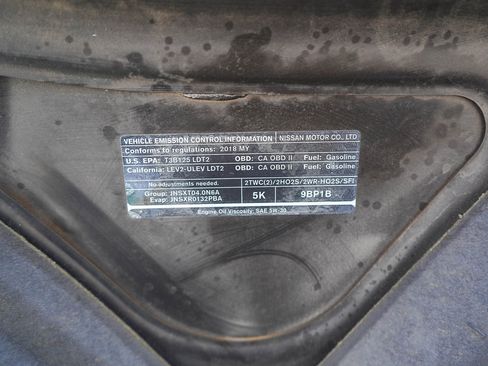 VEHICLE EMISSION CONTROL INFORMATION NISSAN MOTOR CO., LTD
Conforms to regulations: 2018 MY
U.S. EPA: T3B125 LDT2 OBD: CA OBD II Fuel: Gasoline
California: LEV2-ULEV LDT2 OBD: CA OBD II Fuel: Gasoline
No adjustments needed. 2TWC(2)/2HO2S/2WR-HO2S/SFI
Group: JNSXT04.0N6A
Evap: JNSXR0132PBA
5K 9BP1B
Engine Oil Viscosity: SAE 5W-30